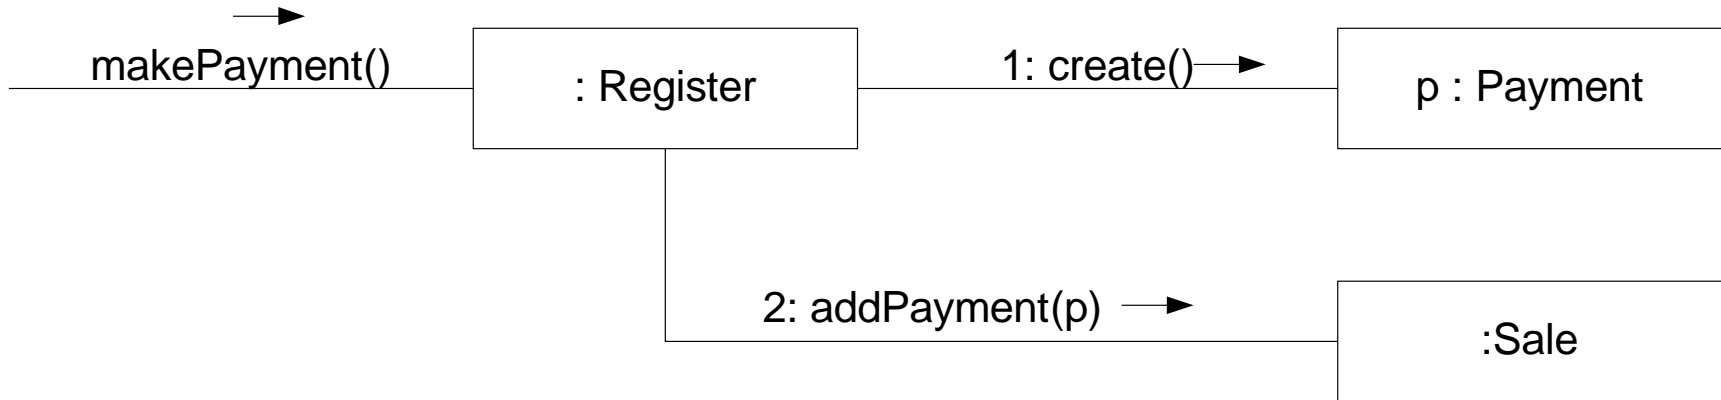 makePayment()
: Register
1: create()
p : Payment
2: addPayment(p)
:Sale